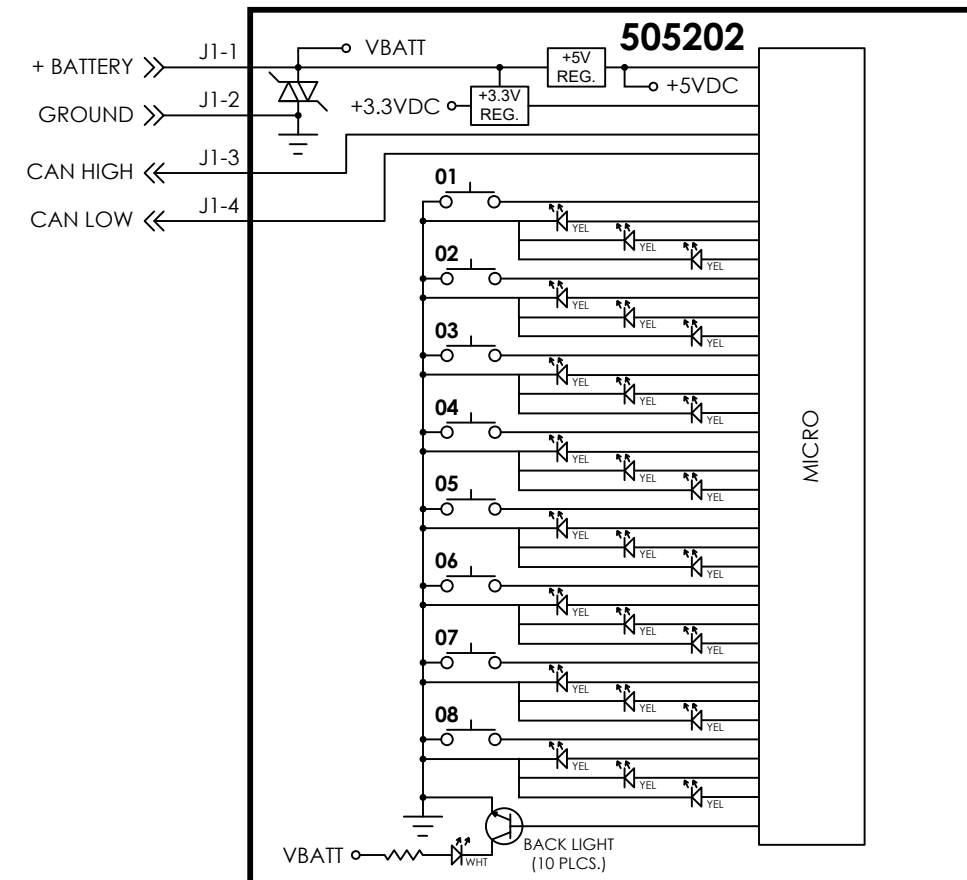 505202
+ BATTERY
J1-1
VBATT
+5V
REG.
+5VDC
GROUND
J1-2
+3.3VDC
+3.3V
REG.
CAN HIGH
J1-3
CAN LOW
J1-4
01
YEL
YEL
YEL
02
YEL
YEL
YEL
03
YEL
YEL
YEL
04
YEL
YEL
YEL
MICRO
05
YEL
YEL
YEL
06
YEL
YEL
YEL
07
YEL
YEL
YEL
08
YEL
YEL
YEL
VBATT
WHT
BACK LIGHT
(10 PLCS.)